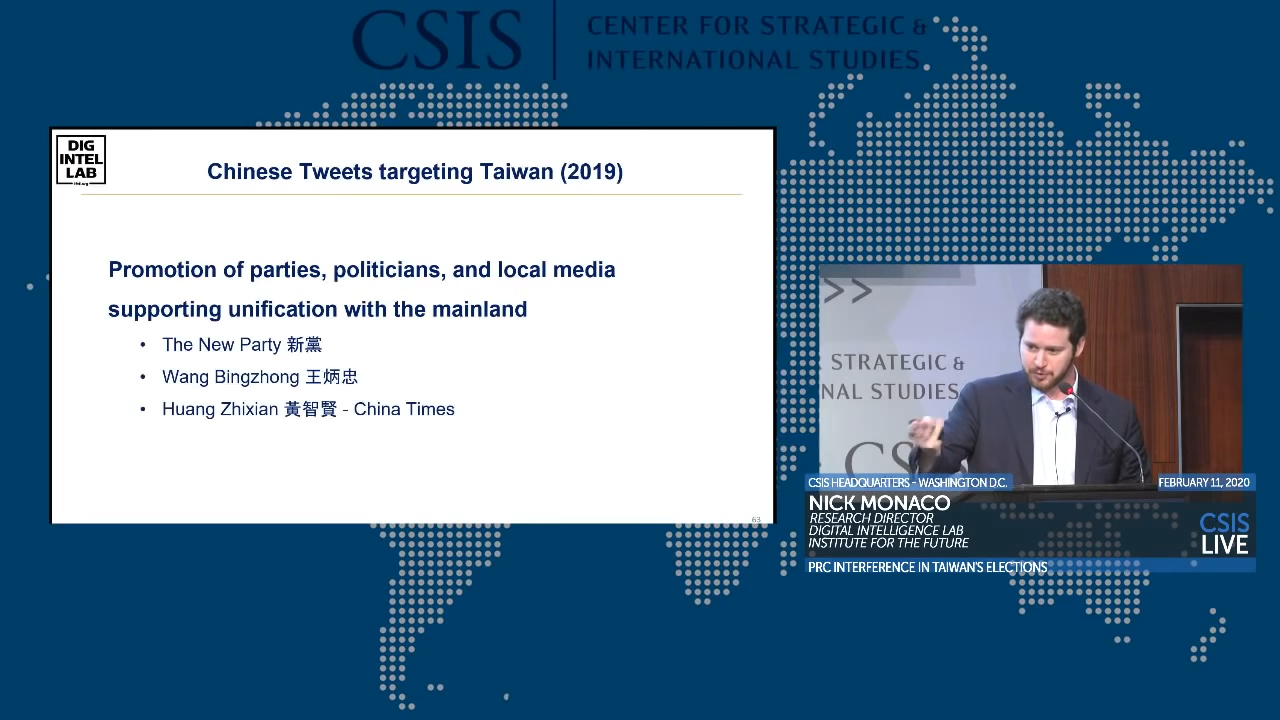 CSIS
CENTER FOR STRATEGIC &
INTERNATIONAL STUDIES
DIG
INTEL
LAB
Chinese Tweets targeting Taiwan (2019)
Promotion of parties, politicians, and local media
supporting unification with the mainland
• The New Party 新黨
• Wang Bingzhong 王炳忠
• Huang Zhixian 黃智賢 - China Times
63
>>
STRATEGIC &
NAL STUDIES
CS
CSIS HEADQUARTERS - WASHINGTON D.C.
FEBRUARY 11, 2020
NICK MONACO
RESEARCH DIRECTOR
DIGITAL INTELLIGENCE LAB
INSTITUTE FOR THE FUTURE
CSIS
LIVE
PRC INTERFERENCE IN TAIWAN'S ELECTIONS